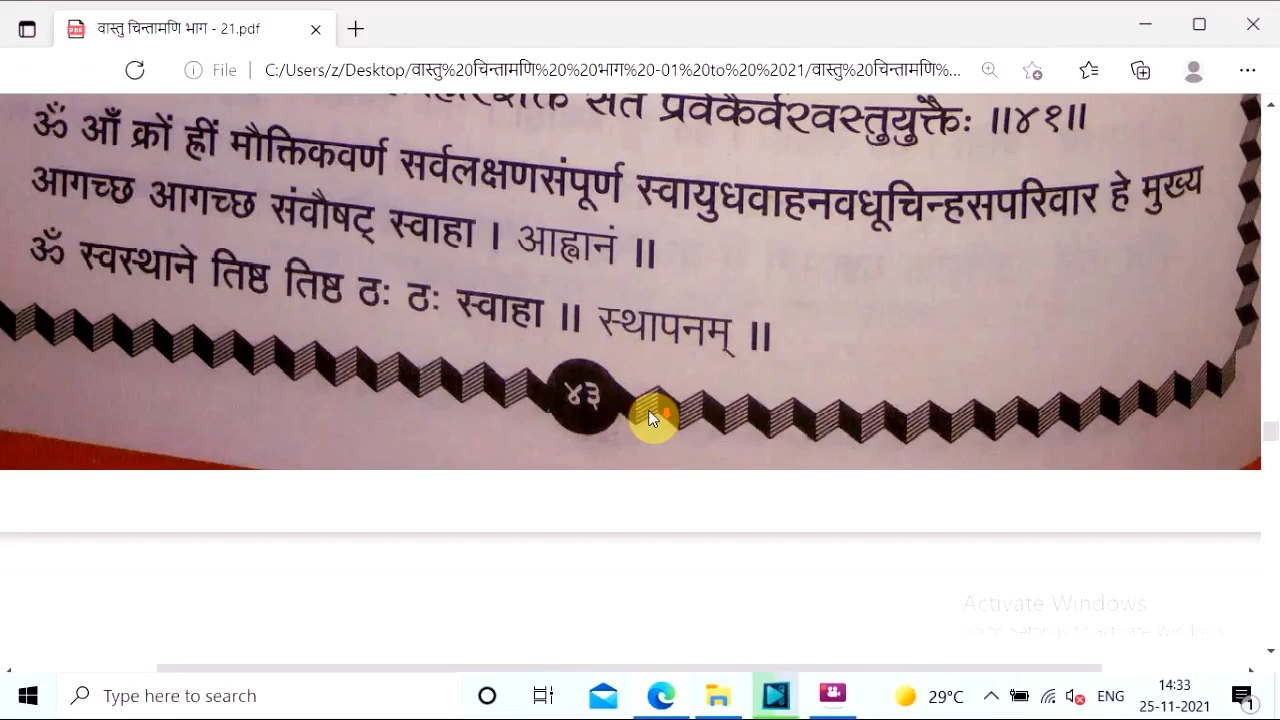 वास्तु चिन्तामणि भाग - 21.pdf
File
C:/Users/z/Desktop/वास्तु%20चिन्तामणि%20%20भाग%20-01%20to%20%2021/वास्तु%20चिन्तामणि%...
प्रवेकैर्वरवस्तुयुक्तैः ॥४१॥
ॐ आँ क्रों ह्रीं मौक्तिकवर्ण सर्वलक्षणसंपूर्ण स्वायुधवाहनवधूचिन्हसपरिवार हे मुख्य
आगच्छ आगच्छ संवौषट् स्वाहा । आह्वानं ॥
ॐ स्वस्थाने तिष्ठ तिष्ठ ठः ठः स्वाहा ॥ स्थापनम् ॥
४३
Activate Windows
Type here to search
29°C
ENG
14:33
25-11-2021
1